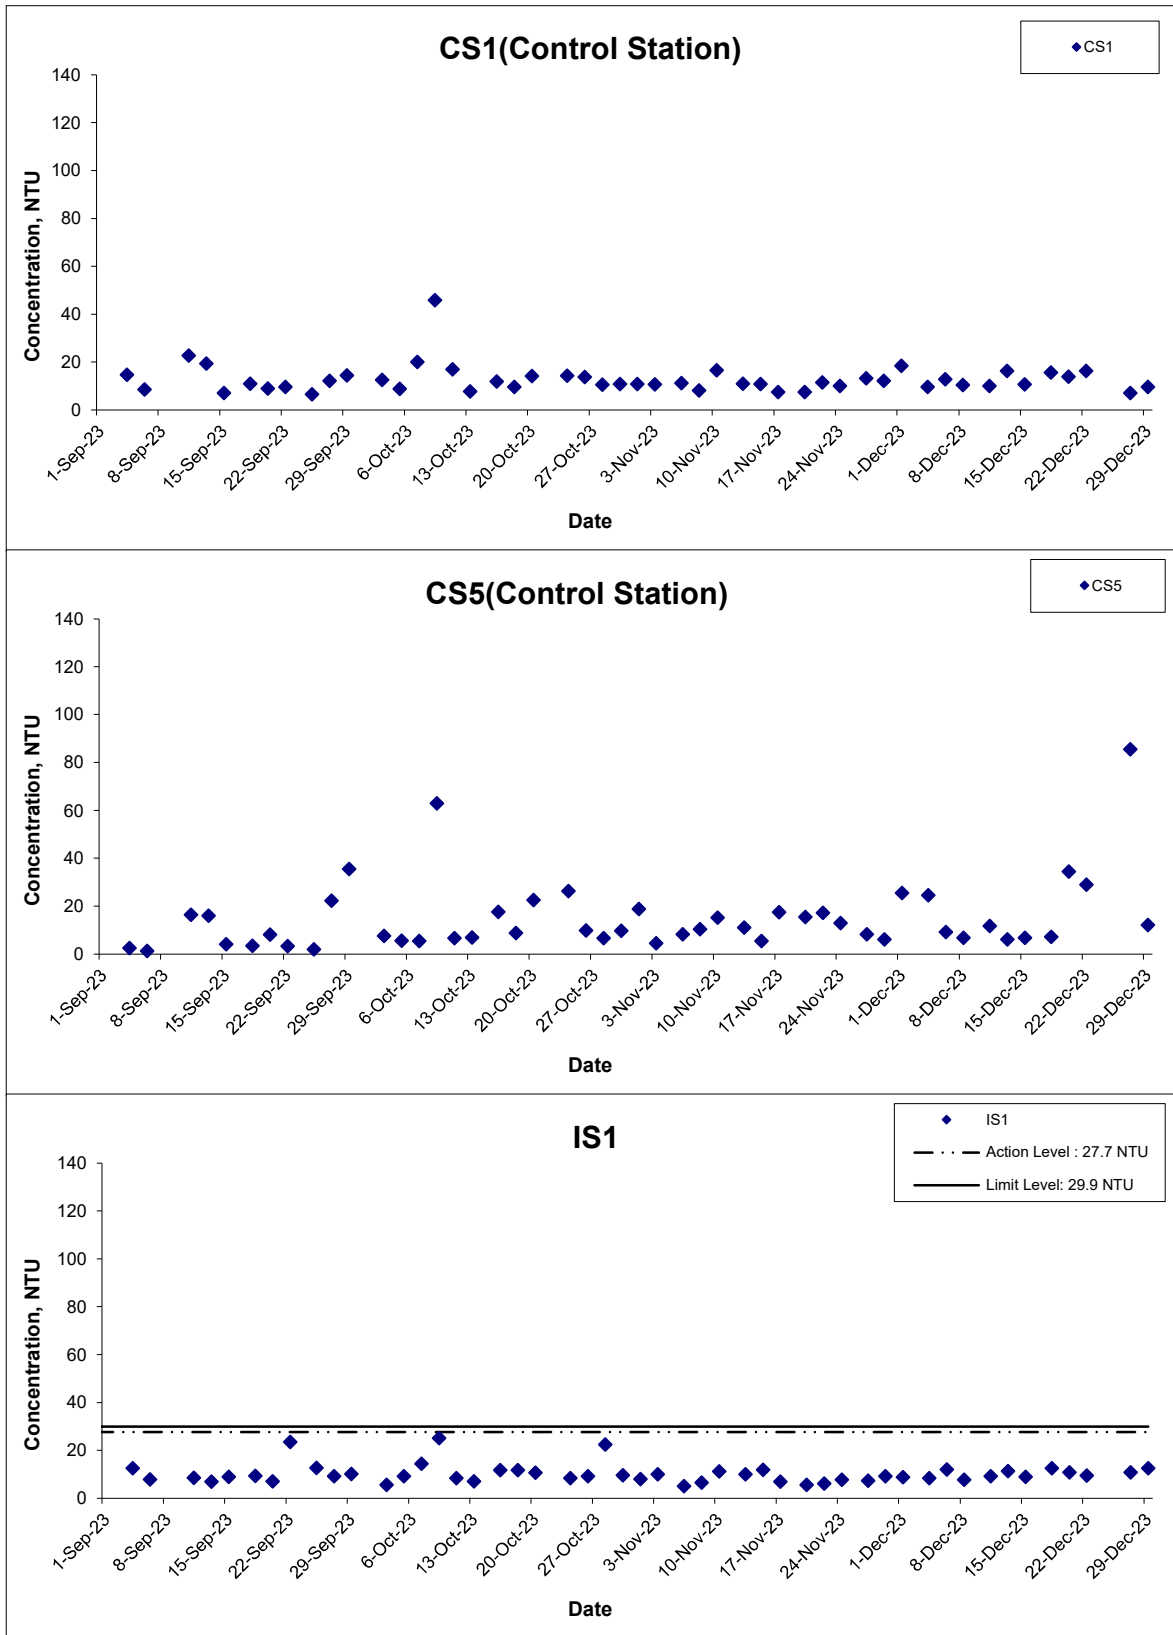 CS1(Control Station)
CS1
Concentration, NTU
140
120
100
80
60
40
20
0
1-Sep-23
8-Sep-23
15-Sep-23
22-Sep-23
29-Sep-23
6-Oct-23
13-Oct-23
20-Oct-23
27-Oct-23
3-Nov-23
10-Nov-23
17-Nov-23
24-Nov-23
1-Dec-23
8-Dec-23
15-Dec-23
22-Dec-23
29-Dec-23
Date
CS5(Control Station)
CS5
Concentration, NTU
140
120
100
80
60
40
20
0
1-Sep-23
8-Sep-23
15-Sep-23
22-Sep-23
29-Sep-23
6-Oct-23
13-Oct-23
20-Oct-23
27-Oct-23
3-Nov-23
10-Nov-23
17-Nov-23
24-Nov-23
1-Dec-23
8-Dec-23
15-Dec-23
22-Dec-23
29-Dec-23
Date
IS1
IS1
Action Level : 27.7 NTU
Limit Level: 29.9 NTU
Concentration, NTU
140
120
100
80
60
40
20
0
1-Sep-23
8-Sep-23
15-Sep-23
22-Sep-23
29-Sep-23
6-Oct-23
13-Oct-23
20-Oct-23
27-Oct-23
3-Nov-23
10-Nov-23
17-Nov-23
24-Nov-23
1-Dec-23
8-Dec-23
15-Dec-23
22-Dec-23
29-Dec-23
Date